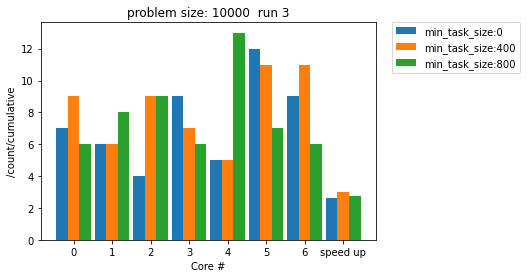 problem size: 10000  run 3
min_task_size:0
min_task_size:400
min_task_size:800
/count/cumulative
12
10
8
6
4
2
0
0 1 2 3 4 5 6 speed up
Core #